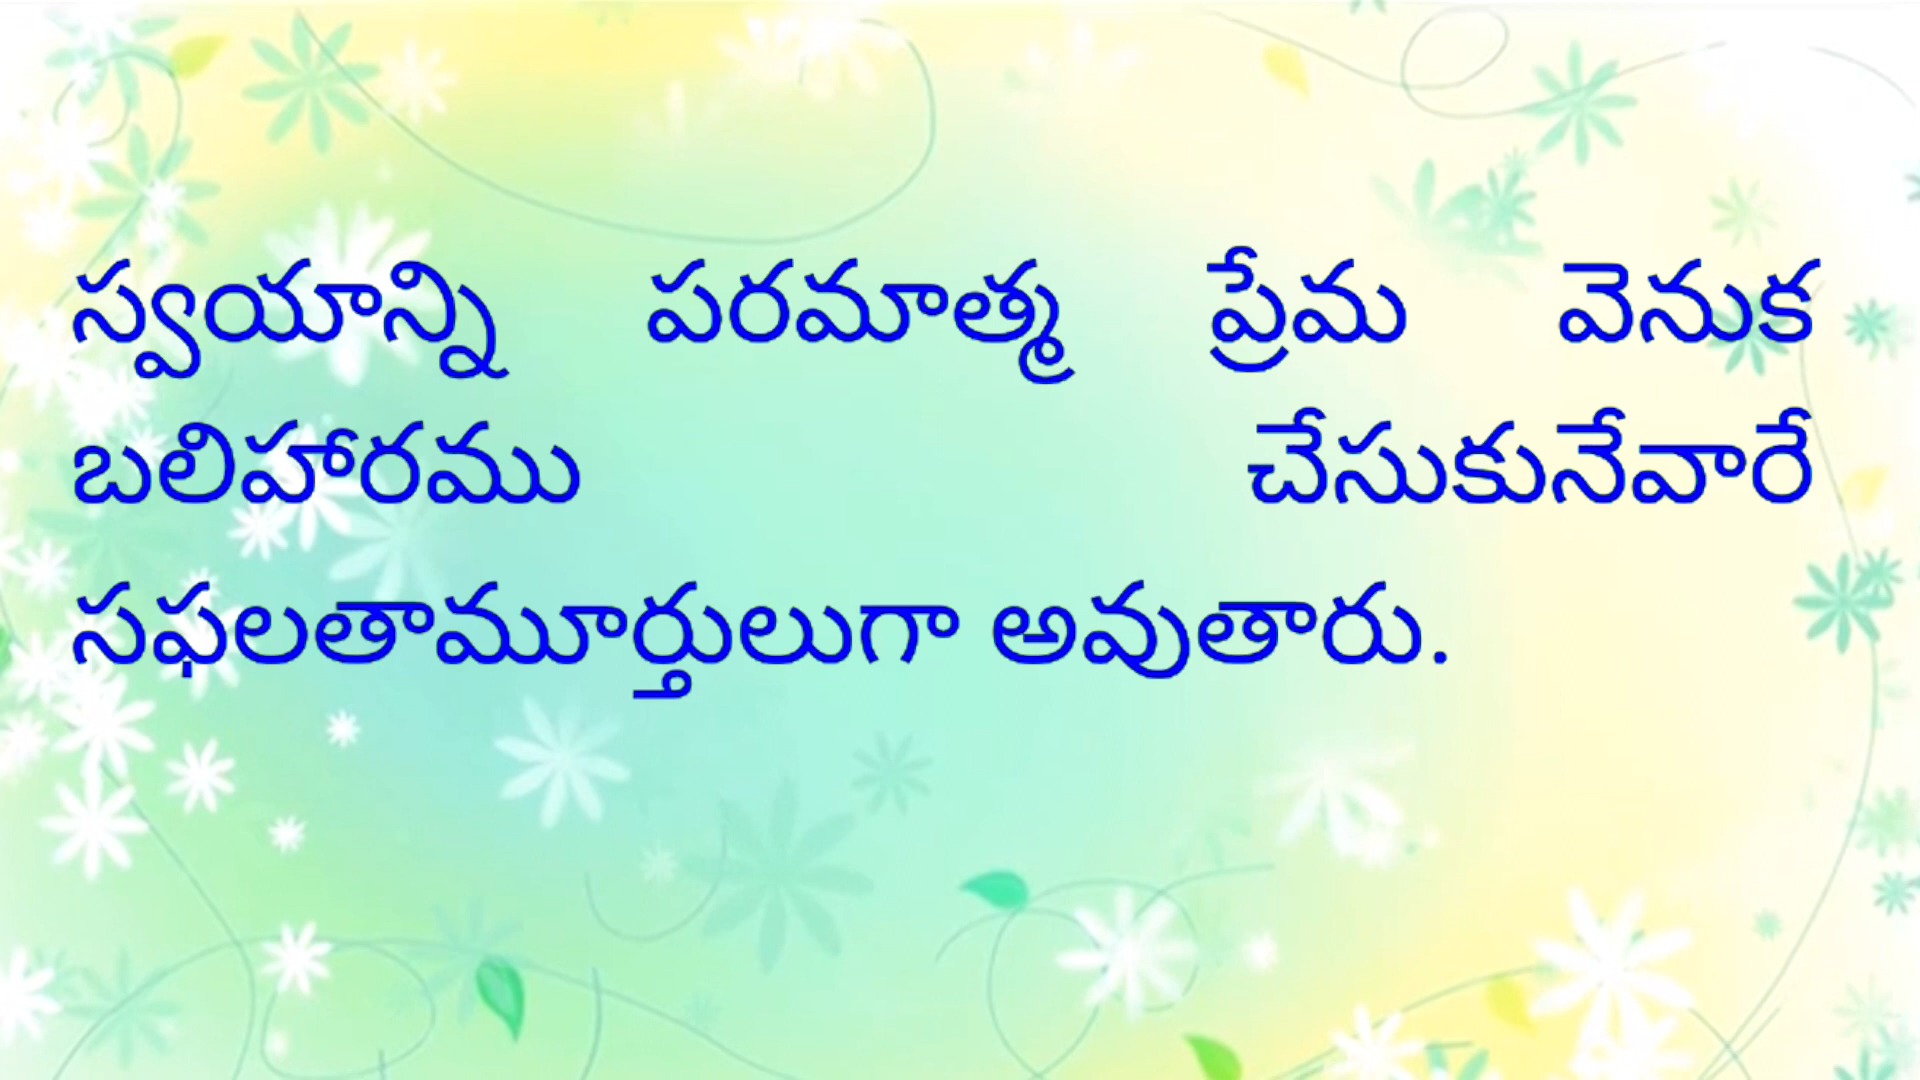 స్వయాన్ని పరమాత్మ ప్రేమ వెనుక
బలిహారము చేసుకునేవారే
సఫలతామూర్తులుగా అవుతారు.